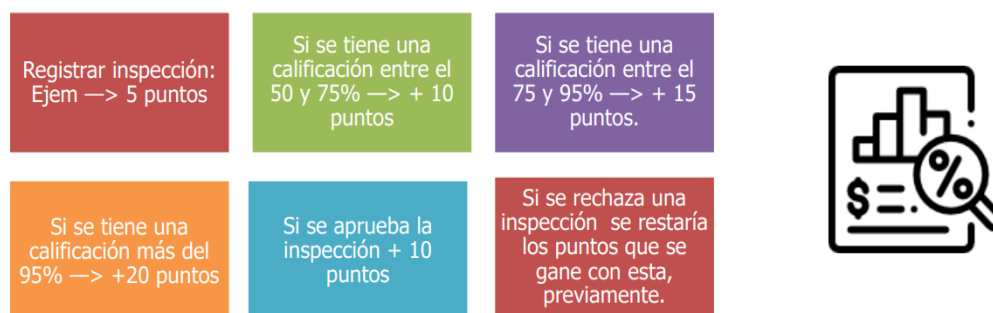 Registrar inspección:
Ejem —> 5 puntos
Si se tiene una
calificación entre el
50 y 75% —> + 10
puntos
Si se tiene una
calificación entre el
75 y 95% —> + 15
puntos.
Si se tiene una
calificación más del
95% —> +20 puntos
Si se aprueba la
inspección + 10
puntos
Si se rechaza una
inspección  se restaría
los puntos que se
gane con esta,
previamente.
%
$